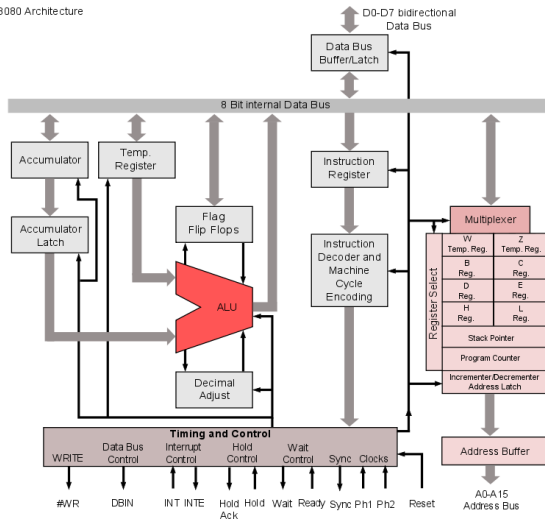 8080 Architecture
D0-D7 bidirectional
Data Bus
Data Bus
Buffer/Latch
8 Bit internal Data Bus
Accumulator
Temp.
Register
Instruction
Register
Accumulator
Latch
Flag
Flip Flops
Instruction
Decoder and
Machine
Cycle
Encoding
Multiplexer
Register Select
W
Temp. Reg.
Z
Temp. Reg.
B
Reg.
C
Reg.
D
Reg.
E
Reg.
H
Reg.
L
Reg.
Stack Pointer
Program Counter
Incrementer/Decrementer
Address Latch
ALU
Decimal
Adjust
Timing and Control
WRITE
Data Bus
Control
Interrupt
Control
Hold
Control
Wait
Control
Sync
Clocks
Address Buffer
#WR
DBIN
INT
INTE
Hold
Ack
Hold
Wait
Ready
Sync
Ph1
Ph2
Reset
A0-A15
Address Bus